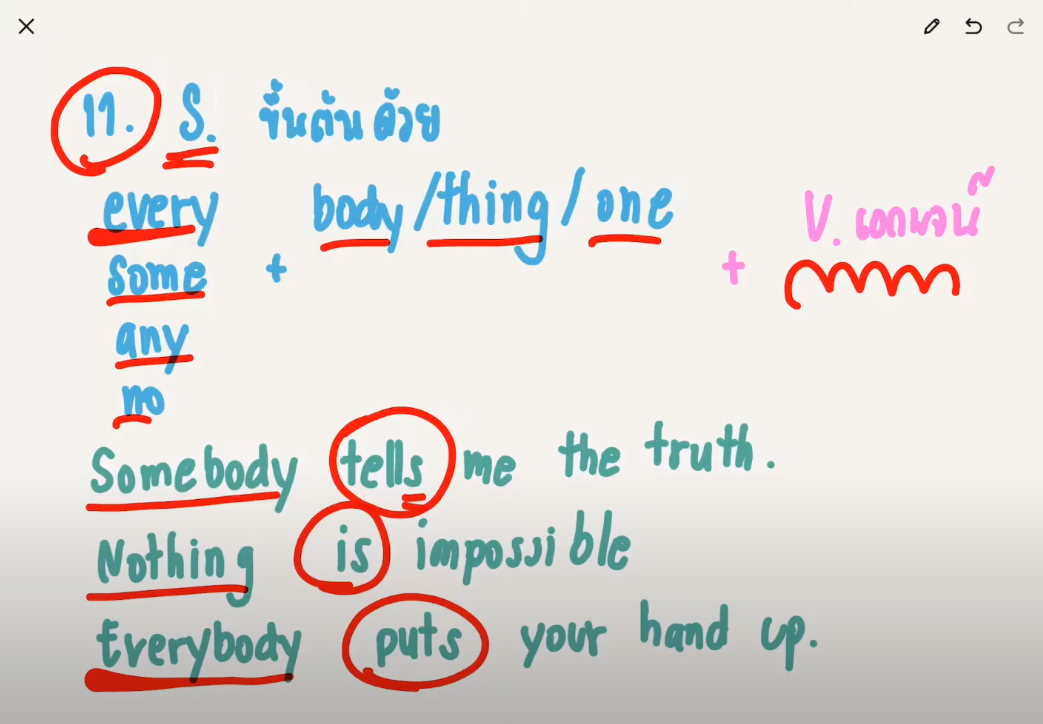 11. S. ขึ้นต้นด้วย
every + body/thing/one + V. เอกพจน์
some
any
no
Somebody tells me the truth.
Nothing is impossible
Everybody puts your hand up.